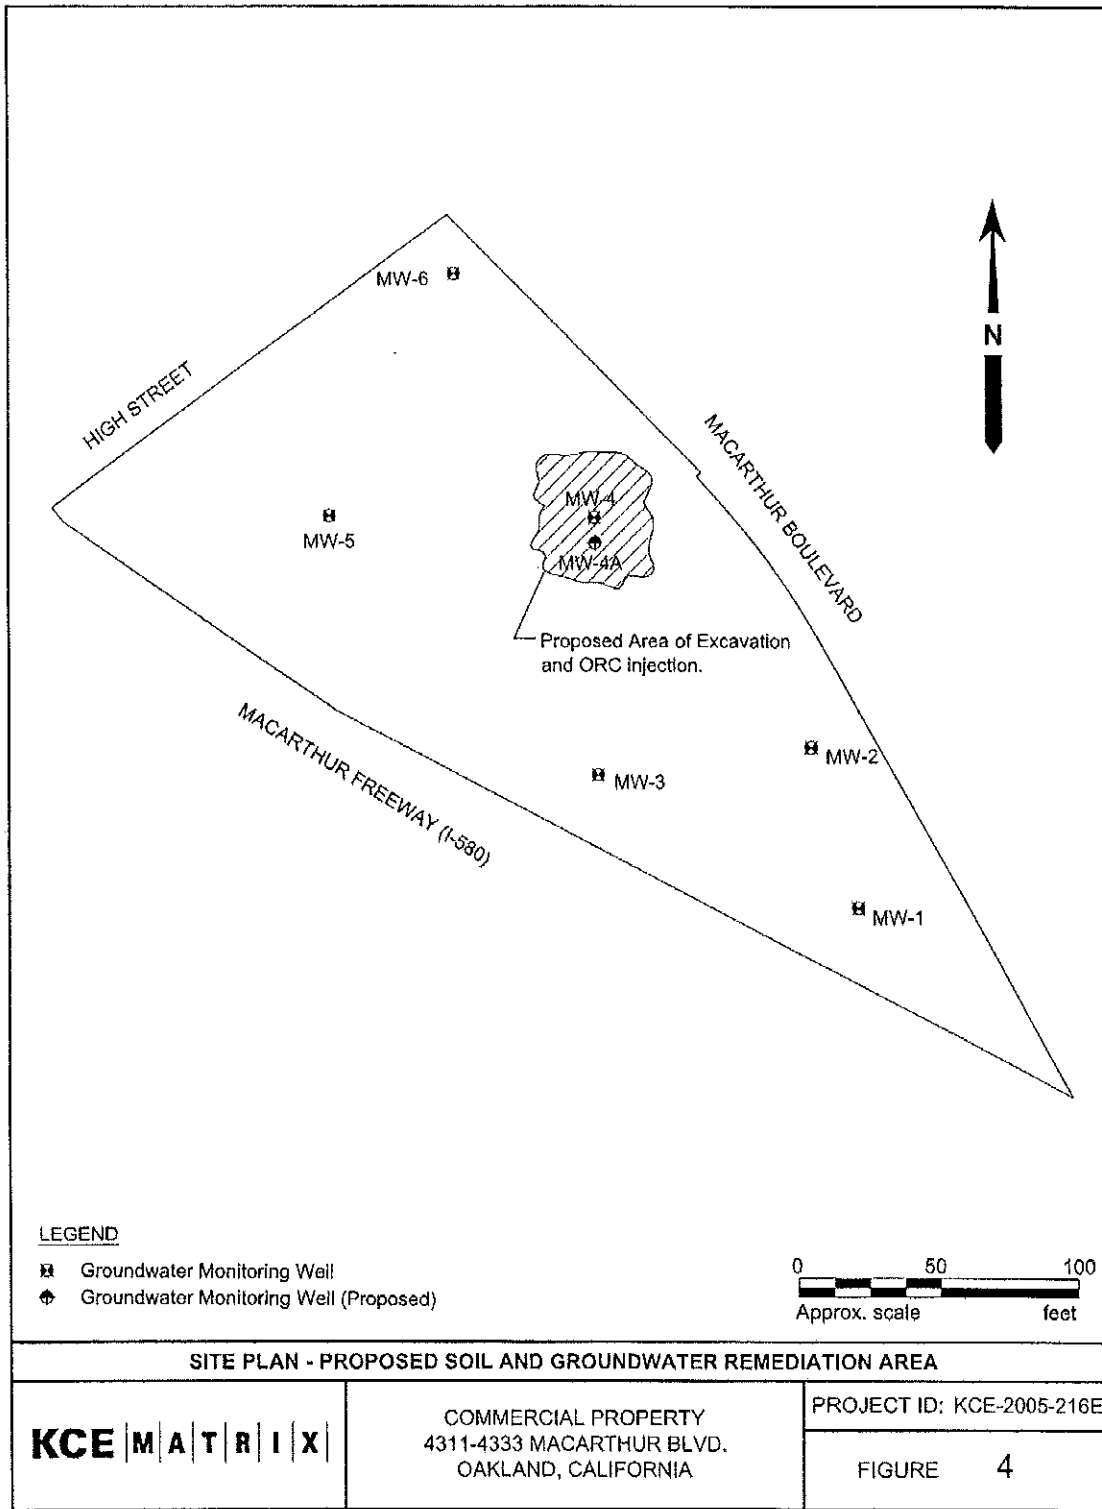 MW-6
N
HIGH STREET
MACARTHUR BOULEVARD
MW-4
MW-5
MW-4A
Proposed Area of Excavation
and ORC injection.
MACARTHUR FREEWAY (I-580)
MW-2
MW-3
MW-1
LEGEND
Groundwater Monitoring Well
Groundwater Monitoring Well (Proposed)
0 50 100
Approx. scale feet
SITE PLAN - PROPOSED SOIL AND GROUNDWATER REMEDIATION AREA
KCE |M|A|T|R|I|X|
COMMERCIAL PROPERTY
4311-4333 MACARTHUR BLVD.
OAKLAND, CALIFORNIA
PROJECT ID: KCE-2005-216E
FIGURE 4